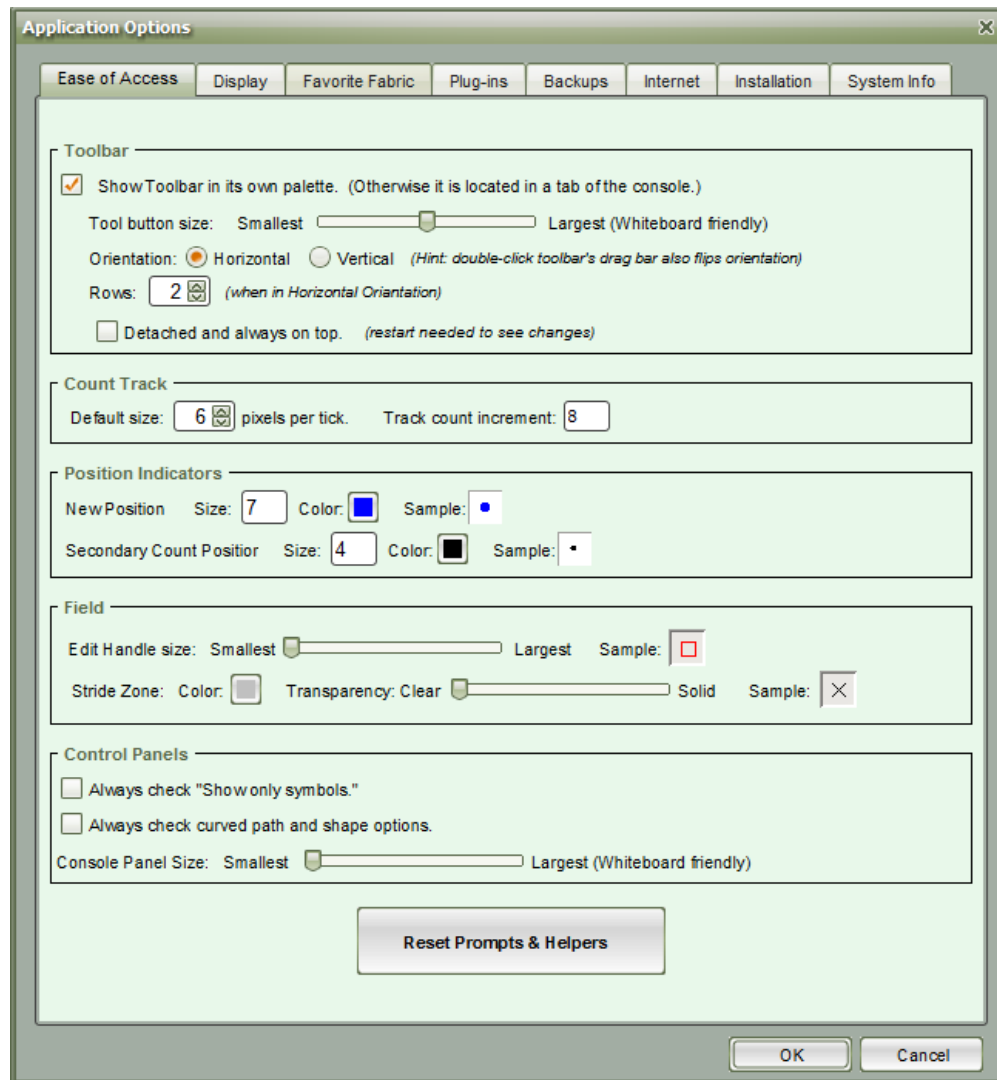 Application Options
Ease of Access Display Favorite Fabric Plug-ins Backups Internet Installation System Info
Toolbar
Show Toolbar in its own palette. (Otherwise it is located in a tab of the console.)
Tool button size: Smallest Largest (Whiteboard friendly)
Orientation: Horizontal Vertical (Hint: double-click toolbar's drag bar also flips orientation)
Rows: 2 (when in Horizontal Oriantation)
Detached and always on top. (restart needed to see changes)
Count Track
Default size: 6 pixels per tick. Track count increment: 8
Position Indicators
New Position Size: 7 Color: Sample:
Secondary Count Positior Size: 4 Color: Sample:
Field
Edit Handle size: Smallest Largest Sample:
Stride Zone: Color: Transparency: Clear Solid Sample:
Control Panels
Always check "Show only symbols."
Always check curved path and shape options.
Console Panel Size: Smallest Largest (Whiteboard friendly)
Reset Prompts & Helpers
OK Cancel